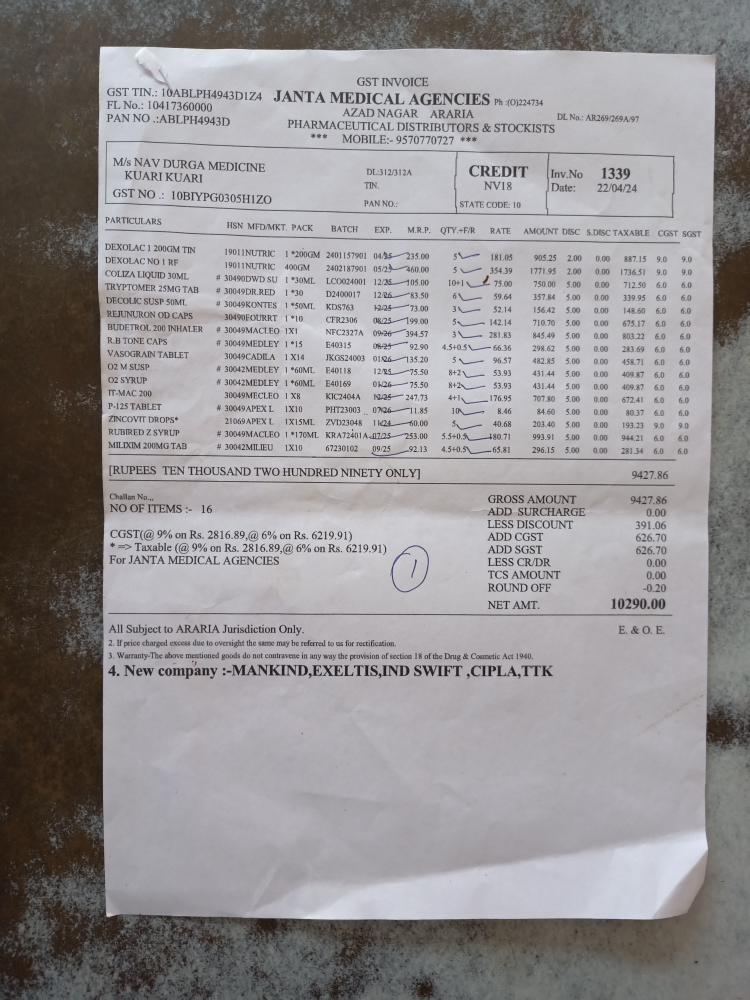 GST INVOICE
GST TIN.: 10ABLPH4943D1Z4 JANTA MEDICAL AGENCIES Ph :(O)224734
FL No.: 10417360000 AZAD NAGAR ARARIA DL No.: AR269/269A/97
PAN NO .:ABLPH4943D PHARMACEUTICAL DISTRIBUTORS & STOCKISTS
*** MOBILE:- 9570770727 ***
M/s NAV DURGA MEDICINE DL:312/312A CREDIT Inv.No 1339
KUARI KUARI TIN. NV18 Date: 22/04/24
GST NO .: 10BIYPG0305H1ZO PAN NO.: STATE CODE: 10
PARTICULARS HSN MFD/MKT. PACK BATCH EXP. M.R.P. QTY.+F/R RATE AMOUNT DISC S.DISC TAXABLE CGST SGST
DEXOLAC 1 200GM TIN 19011NUTRIC 1 *200GM 2401157901 04/25 235.00 5 181.05 905.25 2.00 0.00 887.15 9.0 9.0
DEXOLAC NO 1 RF 19011NUTRIC 400GM 2402187901 05/25 460.00 5 354.39 1771.95 2.00 0.00 1736.51 9.0 9.0
COLIZA LIQUID 30ML # 30049DWD SU 1 *30ML LCO024001 12/25 105.00 10+1 75.00 750.00 5.00 0.00 712.50 6.0 6.0
TRYPTOMER 25MG TAB # 30049DR.RED 1 *30 D2400017 12/26 83.50 6 59.64 357.84 5.00 0.00 339.95 6.0 6.0
DECOLIC SUSP 50ML # 30049KONTES 1 *50ML KDS763 12/25 73.00 3 52.14 156.42 5.00 0.00 148.60 6.0 6.0
REJUNURON OD CAPS 30490FOURRT 1 *10 CFR2306 08/25 199.00 5 142.14 710.70 5.00 0.00 675.17 6.0 6.0
BUDETROL 200 INHALER # 30049MACLEO 1X1 NFC2327A 09/26 394.57 3 281.83 845.49 5.00 0.00 803.22 6.0 6.0
R.B TONE CAPS # 30049MEDLEY 1 *15 E40315 08/25 92.90 4.5+0.5 66.36 298.62 5.00 0.00 283.69 6.0 6.0
VASOGRAIN TABLET 30049CADILA 1 X14 JKGS24003 01/26 135.20 5 96.57 482.85 5.00 0.00 458.71 6.0 6.0
O2 M SUSP # 30042MEDLEY 1 *60ML E40118 12/25 75.50 8+2 53.93 431.44 5.00 0.00 409.87 6.0 6.0
O2 SYRUP # 30042MEDLEY 1 *60ML E40169 01/26 75.50 8+2 53.93 431.44 5.00 0.00 409.87 6.0 6.0
IT-MAC 200 30049MECLEO 1 X8 KIC2404A 12/25 247.73 4+1 176.95 707.80 5.00 0.00 672.41 6.0 6.0
P-125 TABLET # 30049APEX L 1X10 PHT23003 07/26 11.85 10 8.46 84.60 5.00 0.00 80.37 6.0 6.0
ZINCOVIT DROPS* 21069APEX L 1X15ML ZVD23048 11/24 60.00 5 40.68 203.40 5.00 0.00 193.23 9.0 9.0
RUBIRED Z SYRUP # 30049MACLEO 1 *170ML KRA72401A 07/25 253.00 5.5+0.5 180.71 993.91 5.00 0.00 944.21 6.0 6.0
MILIXIM 200MG TAB # 30042MILIEU 1X10 67230102 09/25 92.13 4.5+0.5 65.81 296.15 5.00 0.00 281.34 6.0 6.0
[RUPEES TEN THOUSAND TWO HUNDRED NINETY ONLY] 9427.86
Challan No.,,
NO OF ITEMS :- 16
GROSS AMOUNT 9427.86
ADD SURCHARGE 0.00
LESS DISCOUNT 391.06
CGST(@ 9% on Rs. 2816.89,@ 6% on Rs. 6219.91) ADD CGST 626.70
* => Taxable (@ 9% on Rs. 2816.89,@ 6% on Rs. 6219.91) ADD SGST 626.70
For JANTA MEDICAL AGENCIES LESS CR/DR 0.00
1
TCS AMOUNT 0.00
ROUND OFF -0.20
NET AMT. 10290.00
All Subject to ARARIA Jurisdiction Only. E. & O. E.
2. If price charged excess due to oversight the same may be referred to us for rectification.
3. Warranty-The above mentioned goods do not contravene in any way the provision of section 18 of the Drug & Cosmetic Act 1940.
4. New company :-MANKIND,EXELTIS,IND SWIFT ,CIPLA,TTK